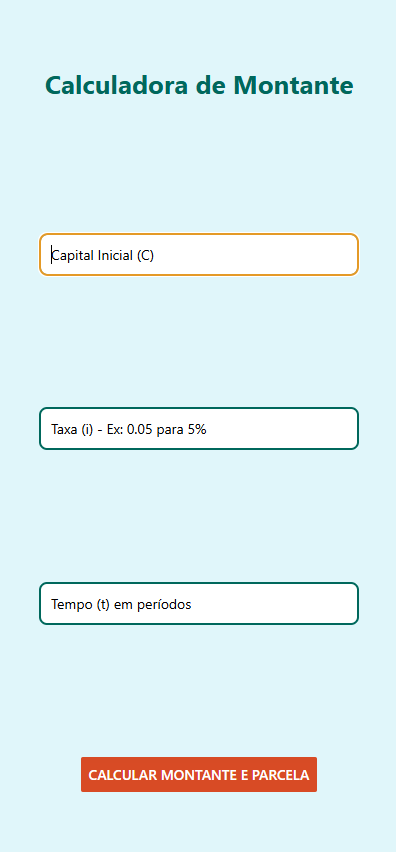 Calculadora de Montante
Capital Inicial (C)
Taxa (i) - Ex: 0.05 para 5%
Tempo (t) em períodos
CALCULAR MONTANTE E PARCELA